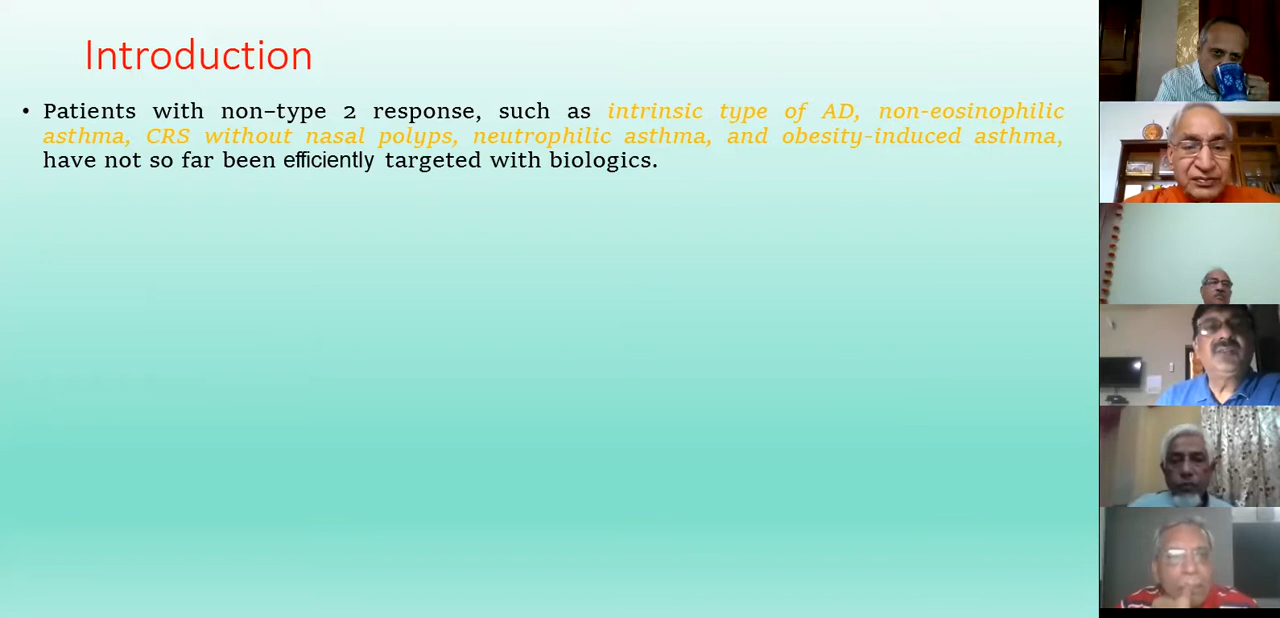 Introduction
• Patients with non–type 2 response, such as intrinsic type of AD, non-eosinophilic
asthma, CRS without nasal polyps, neutrophilic asthma, and obesity-induced asthma,
have not so far been efficiently targeted with biologics.